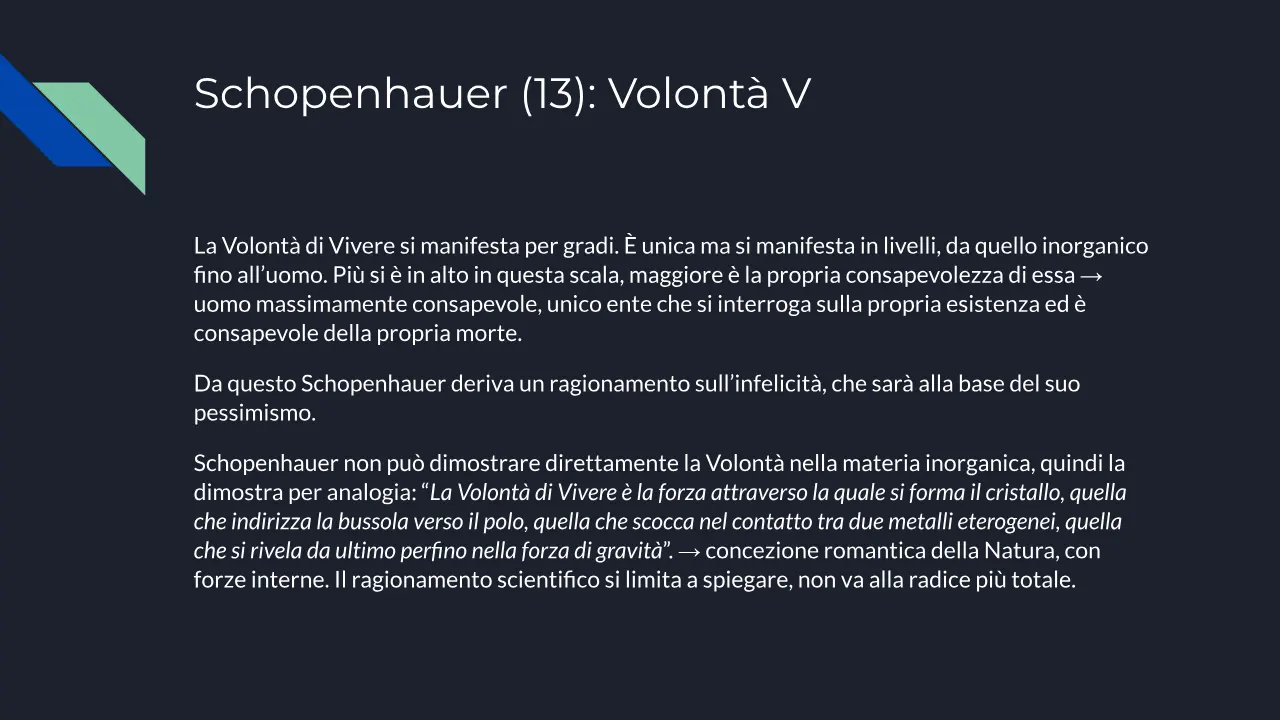 Schopenhauer (13): Volontà V
La Volontà di Vivere si manifesta per gradi. È unica ma si manifesta in livelli, da quello inorganico
fino all’uomo. Più si è in alto in questa scala, maggiore è la propria consapevolezza di essa →
uomo massimamente consapevole, unico ente che si interroga sulla propria esistenza ed è
consapevole della propria morte.
Da questo Schopenhauer deriva un ragionamento sull’infelicità, che sarà alla base del suo
pessimismo.
Schopenhauer non può dimostrare direttamente la Volontà nella materia inorganica, quindi la
dimostra per analogia: “La Volontà di Vivere è la forza attraverso la quale si forma il cristallo, quella
che indirizza la bussola verso il polo, quella che scocca nel contatto tra due metalli eterogenei, quella
che si rivela da ultimo perfino nella forza di gravità”. → concezione romantica della Natura, con
forze interne. Il ragionamento scientifico si limita a spiegare, non va alla radice più totale.